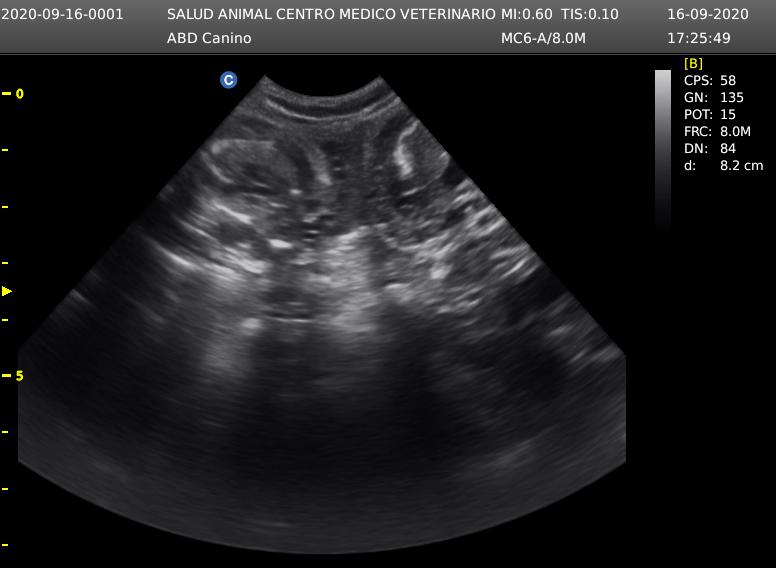 2020-09-16-0001 SALUD ANIMAL CENTRO MEDICO VETERINARIO MI:0.60 TIS:0.10 16-09-2020
ABD Canino MC6-A/8.0M 17:25:49
C
[B]
CPS: 58
GN: 135
POT: 15
FRC: 8.0M
DN: 84
d: 8.2 cm
0
5